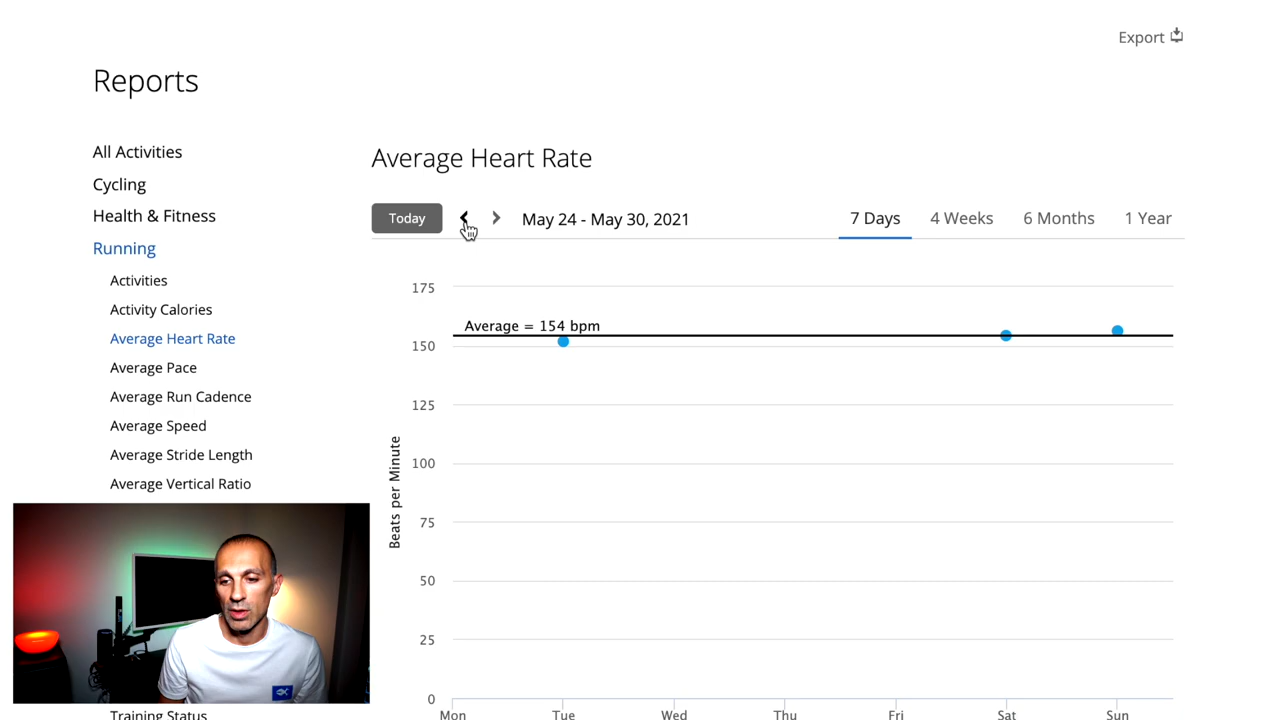 Export
Reports
All Activities
Cycling
Health & Fitness
Running
Activities
Activity Calories
Average Heart Rate
Average Pace
Average Run Cadence
Average Speed
Average Stride Length
Average Vertical Ratio
Training Status
Average Heart Rate
Today May 24 - May 30, 2021 7 Days 4 Weeks 6 Months 1 Year
175
Average = 154 bpm
150
125
100
75
50
25
0
Beats per Minute
Mon Tue Wed Thu Fri Sat Sun